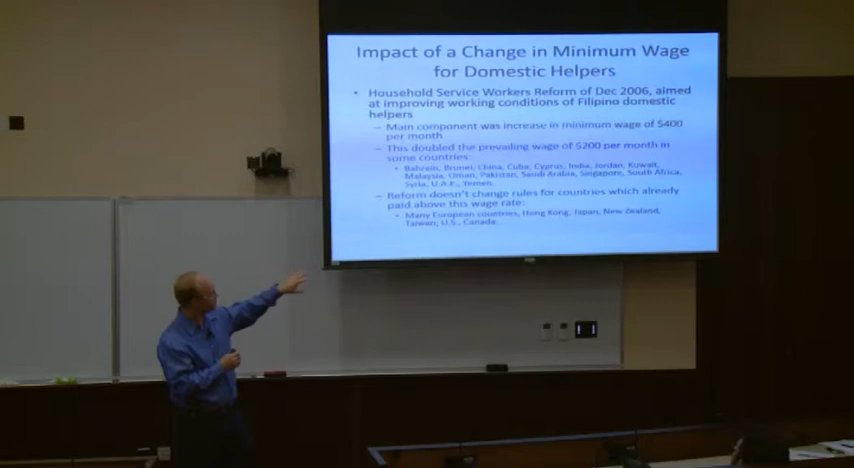 Impact of a Change in Minimum Wage
for Domestic Helpers
• Household Service Workers Reform of Dec 2006, aimed
at improving working conditions of Filipino domestic
helpers
– Main component was increase in minimum wage of $400
per month
– This doubled the prevailing wage of $200 per month in
some countries:
• Bahrain, Brunei, China, Cuba, Cyprus, India, Jordan, Kuwait,
Malaysia, Oman, Pakistan, Saudi Arabia, Singapore, South Africa,
Syria, U.A.E., Yemen.
– Reform doesn't change rules for countries which already
paid above this wage rate:
• Many European countries, Hong Kong, Japan, New Zealand,
Taiwan, U.S., Canada.